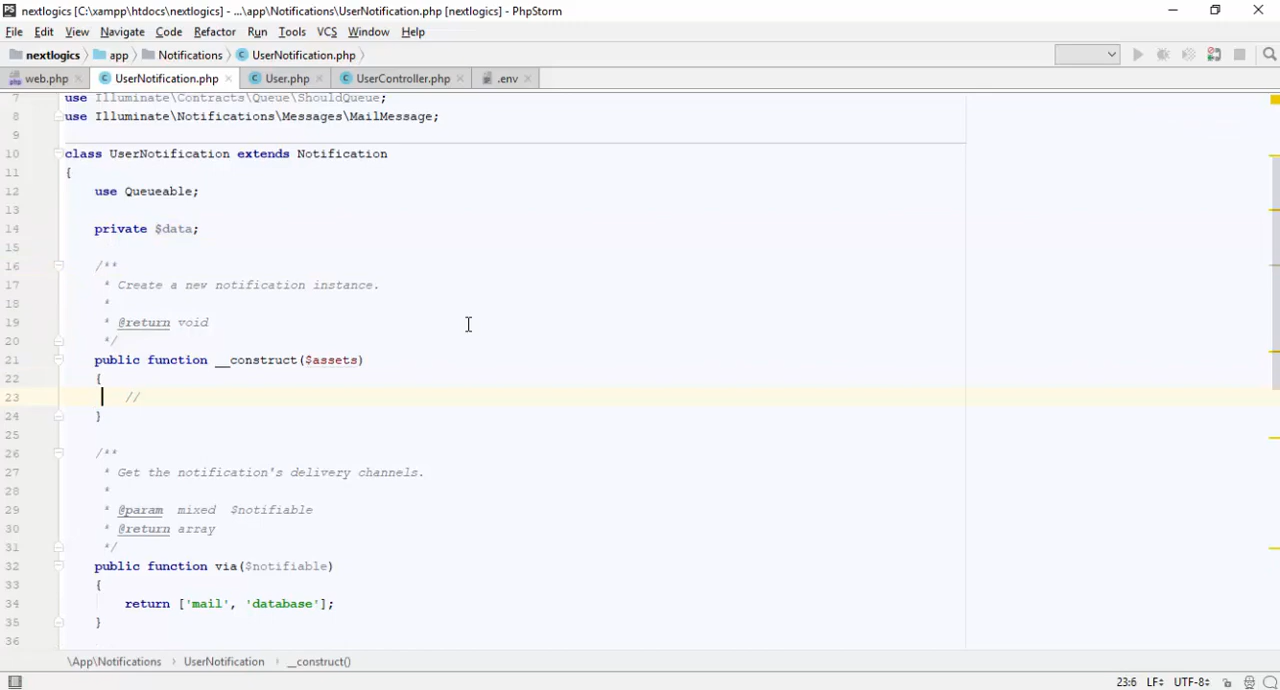 nextlogics [C:\xampp\htdocs\nextlogics] - ...\app\Notifications\UserNotification.php [nextlogics] - PhpStorm
File Edit View Navigate Code Refactor Run Tools VCS Window Help
nextlogics app Notifications UserNotification.php
web.php UserNotification.php User.php UserController.php .env
7 use Illuminate\Contracts\Queue\ShouldQueue;
8 use Illuminate\Notifications\Messages\MailMessage;
9
10 class UserNotification extends Notification
11 {
12 use Queueable;
13
14 private $data;
15
16 /**
17 * Create a new notification instance.
18 *
19 * @return void
20 */
21 public function __construct($assets)
22 {
23 //
24 }
25
26 /**
27 * Get the notification's delivery channels.
28 *
29 * @param mixed $notifiable
30 * @return array
31 */
32 public function via($notifiable)
33 {
34 return ['mail', 'database'];
35 }
36
\App\Notifications › UserNotification › __construct()
23:6 LF÷ UTF-8÷